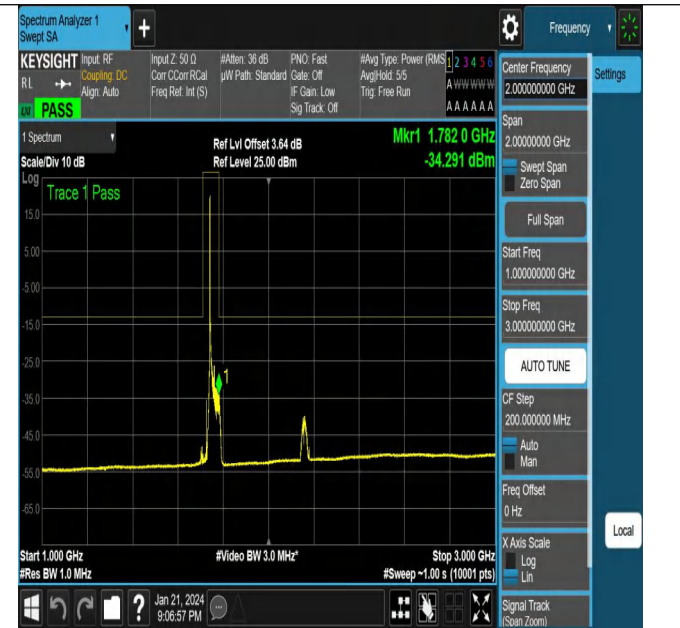 Spectrum Analyzer 1
Swept SA
+
Frequency
KEYSIGHT
RL
PASS
Input: RF
Coupling: DC
Align: Auto
Input Z: 50 Ω
Corr CCorr RCal
Freq Ref: Int (S)
#Atten: 36 dB
µW Path: Standard
PNO: Fast
Gate: Off
IF Gain: Low
Sig Track: Off
#Avg Type: Power (RMS
Avg|Hold: 5/5
Trig: Free Run
1 2 3 4 5 6
A W W W W W
A A A A A A
1 Spectrum
Scale/Div 10 dB
Ref Lvl Offset 3.64 dB
Ref Level 25.00 dBm
Mkr1 1.782 0 GHz
-34.291 dBm
Log
Trace 1 Pass
15.0
5.00
-5.00
-15.0
-25.0
-35.0
-45.0
-55.0
-65.0
1
Start 1.000 GHz
#Res BW 1.0 MHz
#Video BW 3.0 MHz*
Stop 3.000 GHz
#Sweep ~1.00 s (10001 pts)
Center Frequency
2.000000000 GHz
Settings
Span
2.00000000 GHz
Swept Span
Zero Span
Full Span
Start Freq
1.000000000 GHz
Stop Freq
3.000000000 GHz
AUTO TUNE
CF Step
200.000000 MHz
Auto
Man
Freq Offset
0 Hz
X Axis Scale
Log
Lin
Local
Signal Track
(Span Zoom)
?
Jan 21, 2024
9:06:57 PM